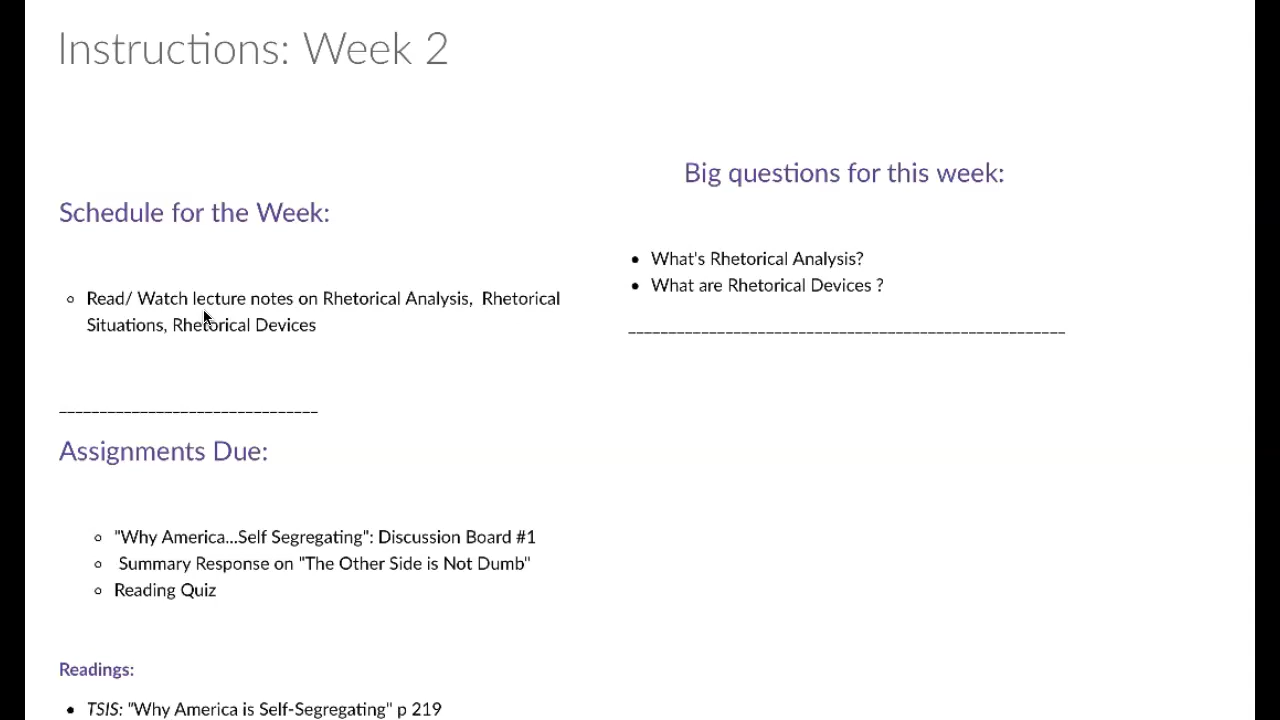 Instructions: Week 2
Schedule for the Week:
Read/ Watch lecture notes on Rhetorical Analysis,  Rhetorical
Situations, Rhetorical Devices
________________________________
Assignments Due:
"Why America...Self Segregating": Discussion Board #1
Summary Response on "The Other Side is Not Dumb"
Reading Quiz
Readings:
TSIS: "Why America is Self-Segregating" p 219
Big questions for this week:
What's Rhetorical Analysis?
What are Rhetorical Devices ?
______________________________________________________